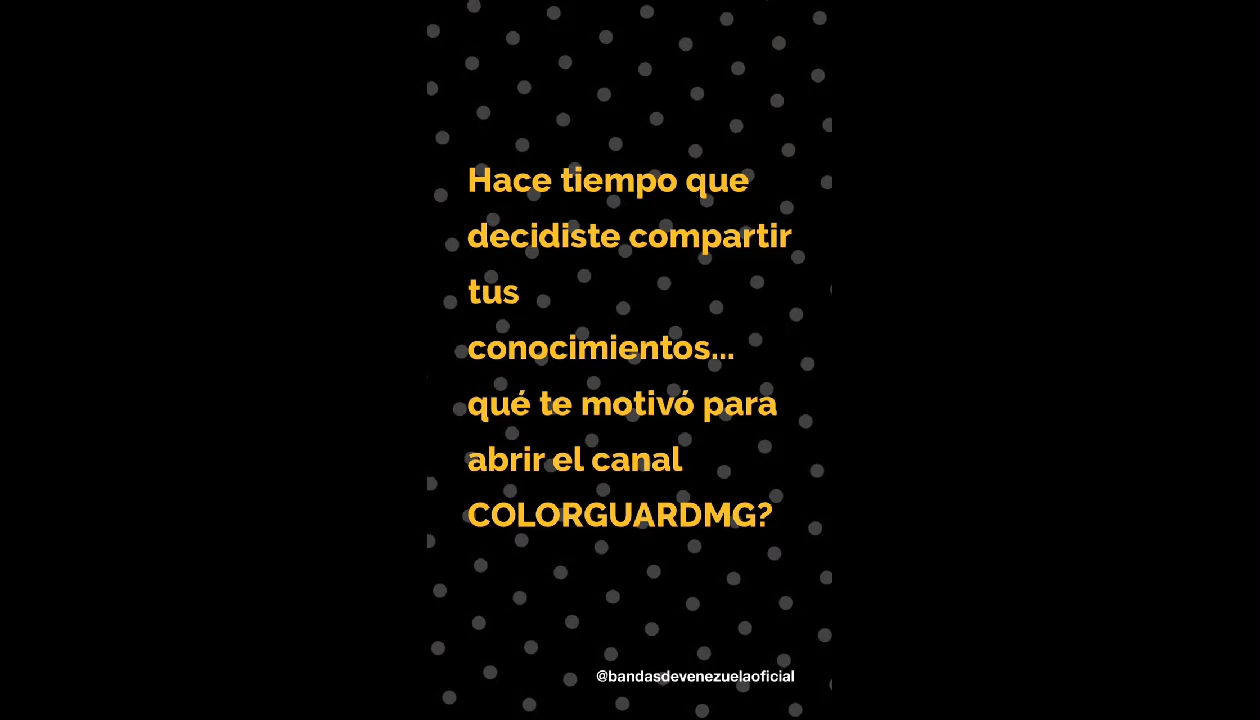 Hace tiempo que
decidiste compartir
tus
conocimientos...
qué te motivó para
abrir el canal
COLORGUARDMG?
@bandasdevenezuelaoficial